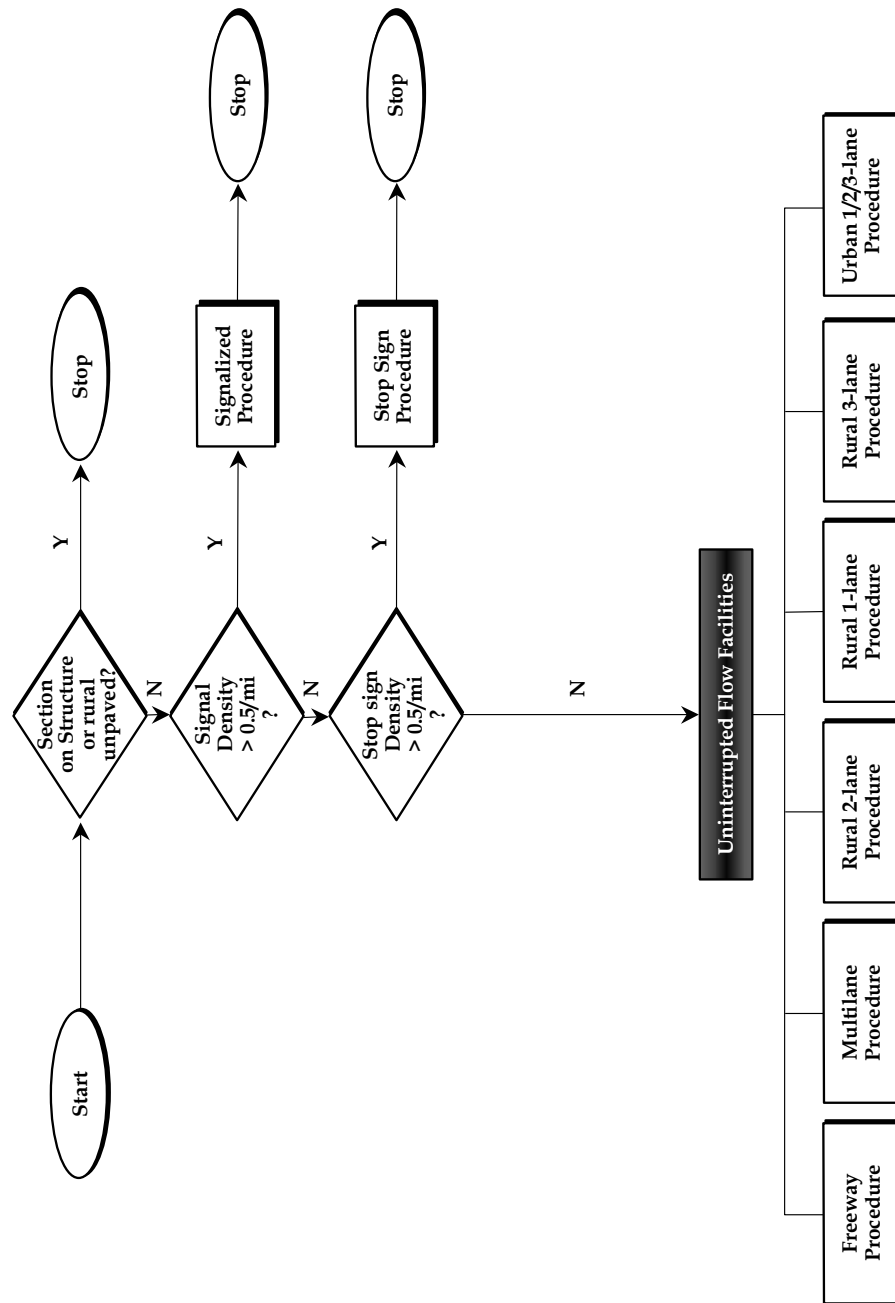 Start
Section
on Structure
or rural
unpaved?
Y
Stop
N
Signal
Density
> 0.5/mi
?
Y
Signalized
Procedure
Stop
N
Stop sign
Density
> 0.5/mi
?
Y
Stop Sign
Procedure
Stop
N
Uninterrupted Flow Facilities
Freeway
Procedure
Multilane
Procedure
Rural 2-lane
Procedure
Rural 1-lane
Procedure
Rural 3-lane
Procedure
Urban 1/2/3-lane
Procedure